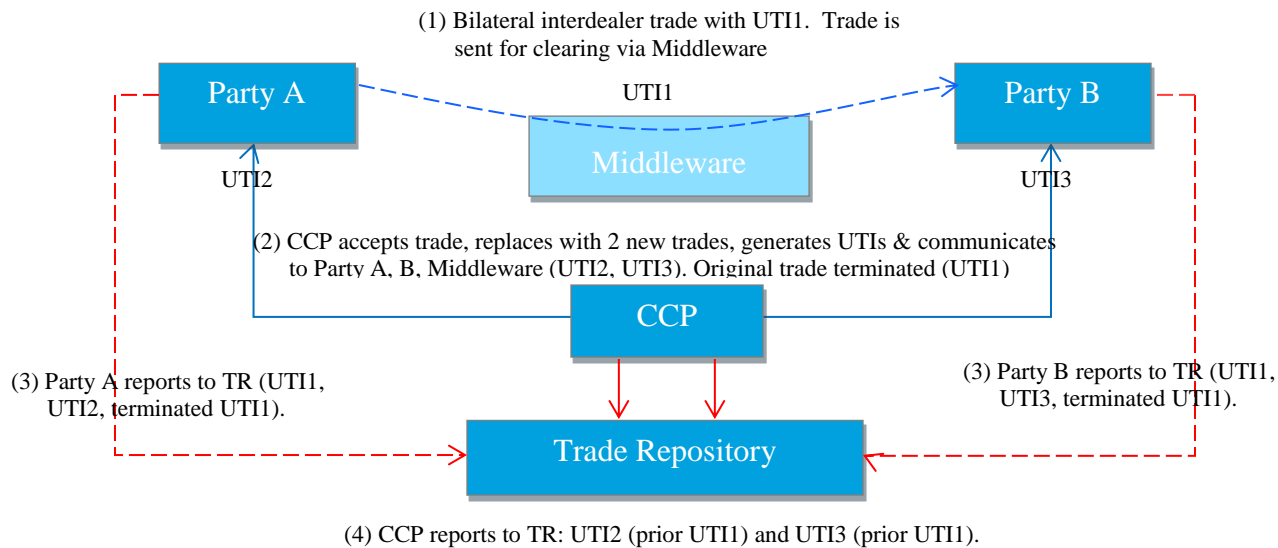 (1) Bilateral interdealer trade with UTI1.  Trade is
sent for clearing via Middleware
Party A
UTI1
Party B
Middleware
UTI2
UTI3
(2) CCP accepts trade, replaces with 2 new trades, generates UTIs & communicates
to Party A, B, Middleware (UTI2, UTI3). Original trade terminated (UTI1)
CCP
(3) Party A reports to TR (UTI1,
UTI2, terminated UTI1).
(3) Party B reports to TR (UTI1,
UTI3, terminated UTI1).
Trade Repository
(4) CCP reports to TR: UTI2 (prior UTI1) and UTI3 (prior UTI1).